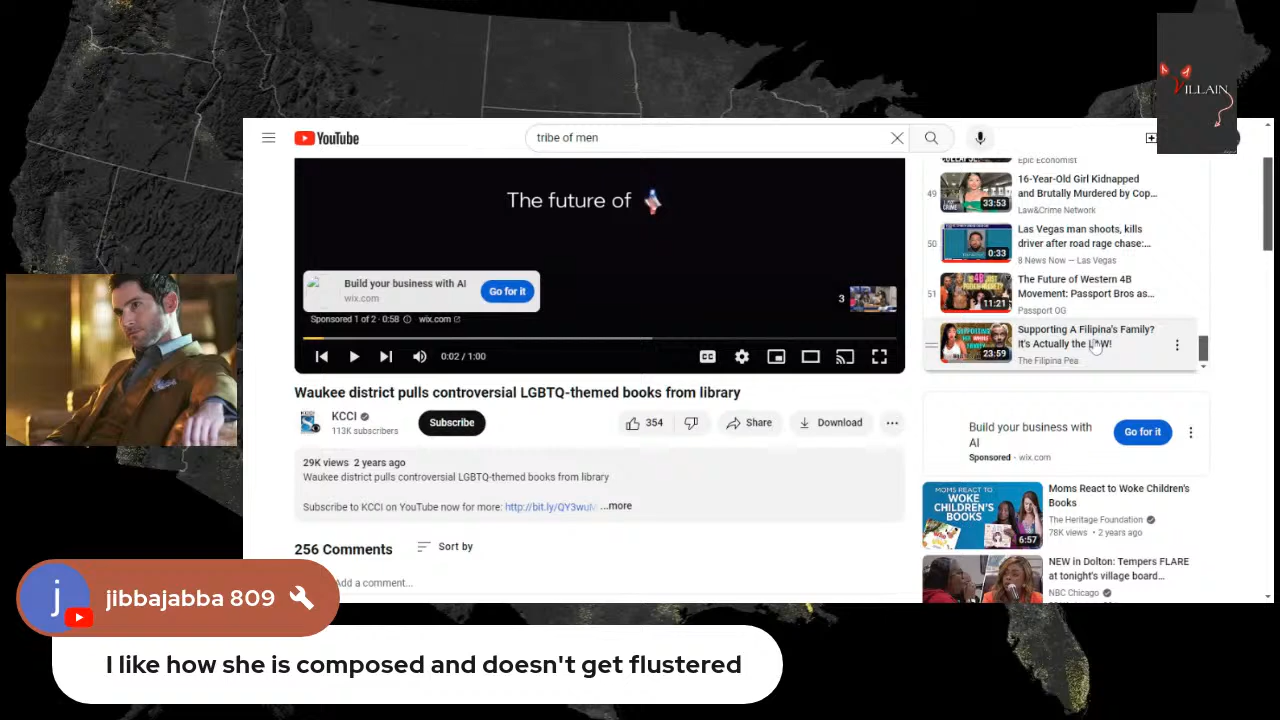 VILLAIN
YouTube
tribe of men
The future of
Build your business with AI
wix.com
Go for it
Sponsored 1 of 2 · 0:58
wix.com
3
0:02 / 1:00
Waukee district pulls controversial LGBTQ-themed books from library
KCCI
113K subscribers
Subscribe
354
Share
Download
29K views 2 years ago
Waukee district pulls controversial LGBTQ-themed books from library
Subscribe to KCCI on YouTube now for more:
...more
256 Comments
Sort by
Add a comment...
Epic Economist
49
33:53
16-Year-Old Girl Kidnapped
and Brutally Murdered by Cop...
Law&Crime Network
50
0:33
Las Vegas man shoots, kills
driver after road rage chase:...
8 News Now — Las Vegas
51
11:21
The Future of Western 4B
Movement: Passport Bros as...
Passport OG
23:59
Supporting A Filipina's Family?
It's Actually the LAW!
The Filipina Pea
Build your business with
AI
Sponsored · wix.com
Go for it
MOMS REACT TO
WOKE
CHILDREN'S
BOOKS
6:57
Moms React to Woke Children's
Books
The Heritage Foundation
78K views · 2 years ago
NEW in Dolton: Tempers FLARE
at tonight's village board...
NBC Chicago
j
jibbajabba 809
I like how she is composed and doesn't get flustered